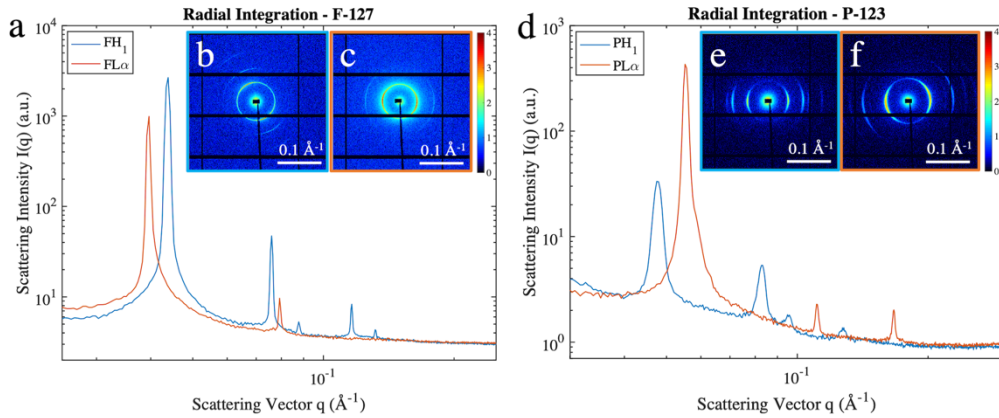 a
Radial Integration - F-127
FH₁
FLα
b
c
0.1 Å⁻¹
0.1 Å⁻¹
4
3
2
1
0
10⁴
10³
10²
10¹
Scattering Intensity I(q) (a.u.)
10⁻¹
Scattering Vector q (Å⁻¹)
d
Radial Integration - P-123
PH₁
PLα
e
f
0.1 Å⁻¹
0.1 Å⁻¹
4
3
2
1
0
10³
10²
10¹
10⁰
Scattering Intensity I(q) (a.u.)
10⁻¹
Scattering Vector q (Å⁻¹)